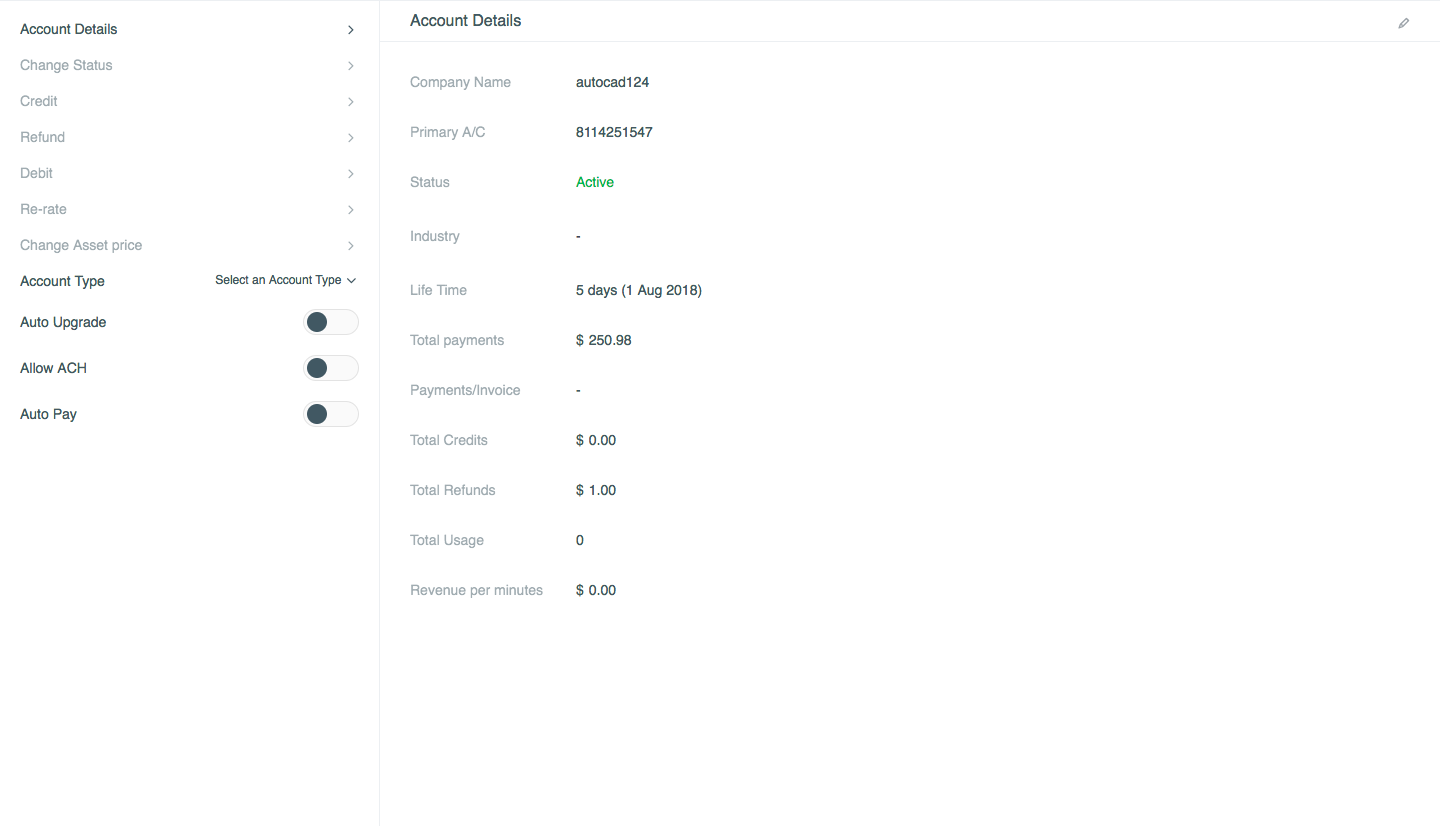 Account Details
Change Status
Credit
Refund
Debit
Re-rate
Change Asset price
Account Type Select an Account Type
Auto Upgrade
Allow ACH
Auto Pay
Account Details
Company Name autocad124
Primary A/C 8114251547
Status Active
Industry -
Life Time 5 days (1 Aug 2018)
Total payments $ 250.98
Payments/Invoice -
Total Credits $ 0.00
Total Refunds $ 1.00
Total Usage 0
Revenue per minutes $ 0.00